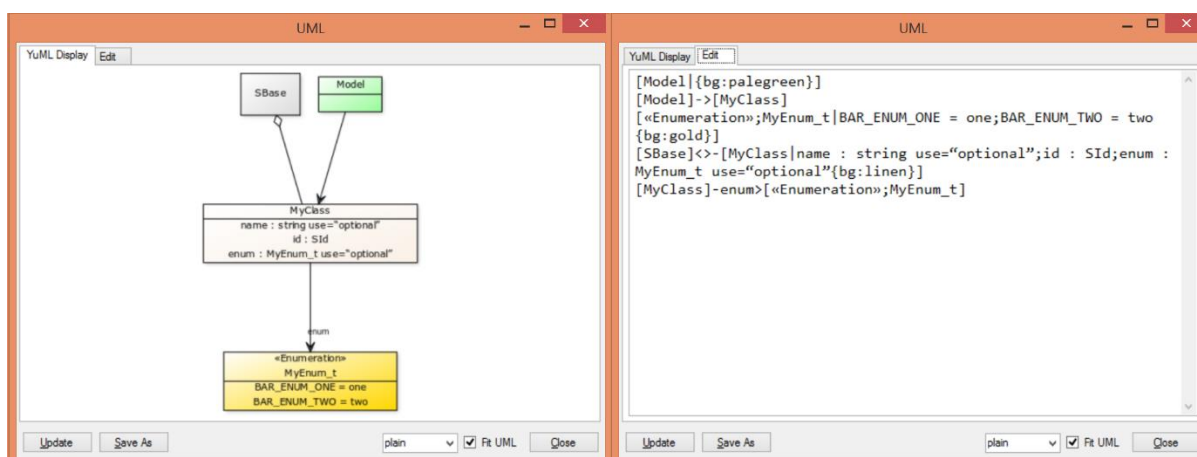 UML
YuML Display Edit
SBase
Model
MyClass
name : string use="optional"
id : SId
enum : MyEnum_t use="optional"
enum
«Enumeration»
MyEnum_t
BAR_ENUM_ONE = one
BAR_ENUM_TWO = two
Update Save As plain Fit UML Close
UML
YuML Display Edit
[Model|{bg:palegreen}]
[Model]->[MyClass]
[«Enumeration»;MyEnum_t|BAR_ENUM_ONE = one;BAR_ENUM_TWO = two
{bg:gold}]
[SBase]<>-[MyClass|name : string use=“optional”;id : SId;enum :
MyEnum_t use=“optional”{bg:linen}]
[MyClass]-enum>[«Enumeration»;MyEnum_t]
Update Save As plain Fit UML Close